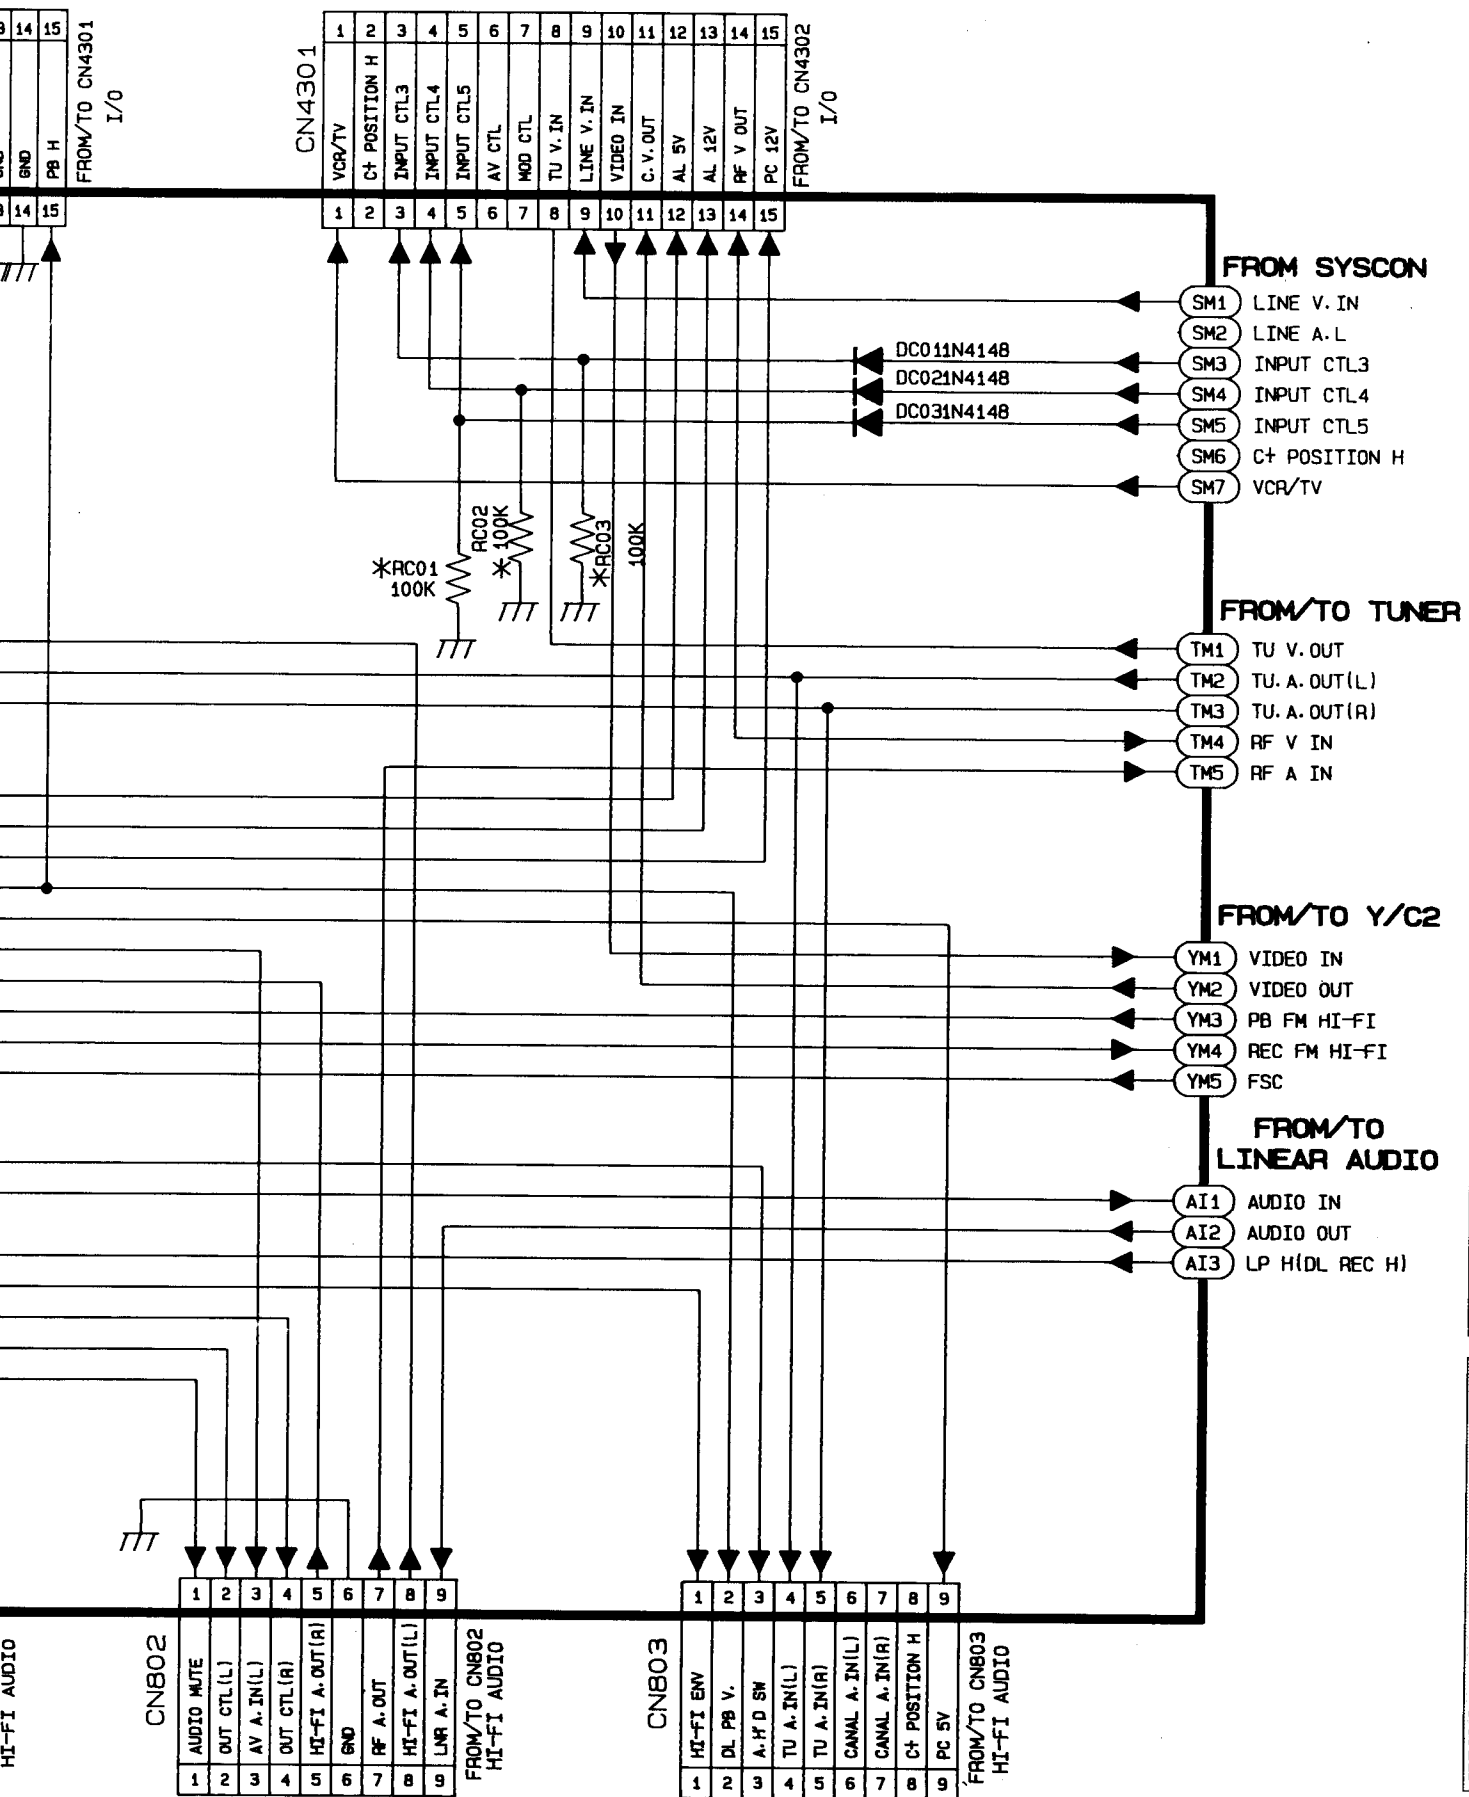 14 15
GND
PB H
14 15
FROM/TO CN4301
I/O
CN4301
1 2 3 4 5 6 7 8 9 10 11 12 13 14 15
VCR/TV
C+ POSITION H
INPUT CTL3
INPUT CTL4
INPUT CTL5
AV CTL
MOD CTL
TU V.IN
LINE V.IN
VIDEO IN
C.V.OUT
AL 5V
AL 12V
RF V OUT
PC 12V
1 2 3 4 5 6 7 8 9 10 11 12 13 14 15
FROM/TO CN4302
I/O
FROM SYSCON
SM1 LINE V.IN
SM2 LINE A.L
SM3 INPUT CTL3
SM4 INPUT CTL4
SM5 INPUT CTL5
SM6 C+ POSITION H
SM7 VCR/TV
DC011N4148
DC021N4148
DC031N4148
*RC01
100K
RC02
*100K
*RC03
100K
FROM/TO TUNER
TM1 TU V.OUT
TM2 TU.A.OUT(L)
TM3 TU.A.OUT(R)
TM4 RF V IN
TM5 RF A IN
FROM/TO Y/C2
YM1 VIDEO IN
YM2 VIDEO OUT
YM3 PB FM HI-FI
YM4 REC FM HI-FI
YM5 FSC
FROM/TO
LINEAR AUDIO
AI1 AUDIO IN
AI2 AUDIO OUT
AI3 LP H(DL REC H)
HI-FI AUDIO
CN802
1 2 3 4 5 6 7 8 9
AUDIO MUTE
OUT CTL(L)
AV A.IN(L)
OUT CTL(R)
HI-FI A.OUT(R)
GND
RF A.OUT
HI-FI A.OUT(L)
LNR A.IN
1 2 3 4 5 6 7 8 9
FROM/TO CN802
HI-FI AUDIO
CN803
1 2 3 4 5 6 7 8 9
HI-FI ENV
DL PB V.
A.H'D SW
TU A.IN(L)
TU A.IN(R)
CANAL A.IN(L)
CANAL A.IN(R)
C+ POSITION H
PC 5V
1 2 3 4 5 6 7 8 9
FROM/TO CN803
HI-FI AUDIO